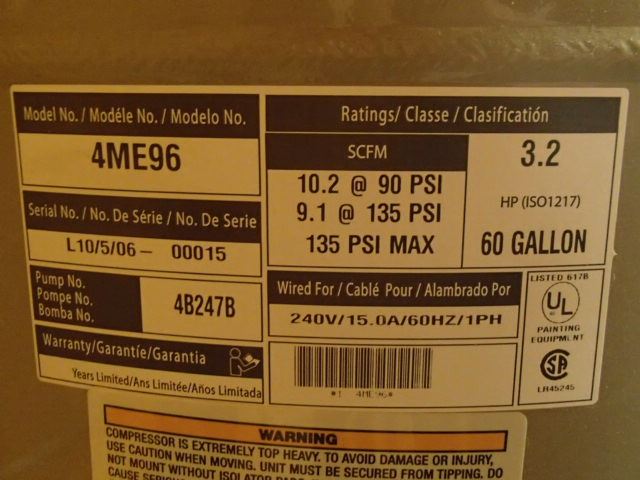 Model No. / Modéle No. / Modelo No.
4ME96
Serial No. / No. De Série / No. De Serie
L10/5/06– 00015
Pump No.
Pompe No.
Bomba No.
4B247B
Warranty/Garantíe/Garantia
Years Limited/Ans Limitée/Años Limitada
Ratings/ Classe / Clasificatión
SCFM
10.2 @ 90 PSI
9.1 @ 135 PSI
135 PSI MAX
3.2
HP (ISO1217)
60 GALLON
Wired For / Cablé Pour / Alambrado Por
240V/15.0A/60HZ/1PH
*! 4ME96*
LISTED 617B
UL
PAINTING
EQUIPMENT
SA
LR45245
WARNING
COMPRESSOR IS EXTREMELY TOP HEAVY. TO AVOID DAMAGE OR INJURY,
USE CAUTION WHEN MOVING. UNIT MUST BE SECURED FROM TIPPING. DO
NOT MOUNT WITHOUT ISOLATOR